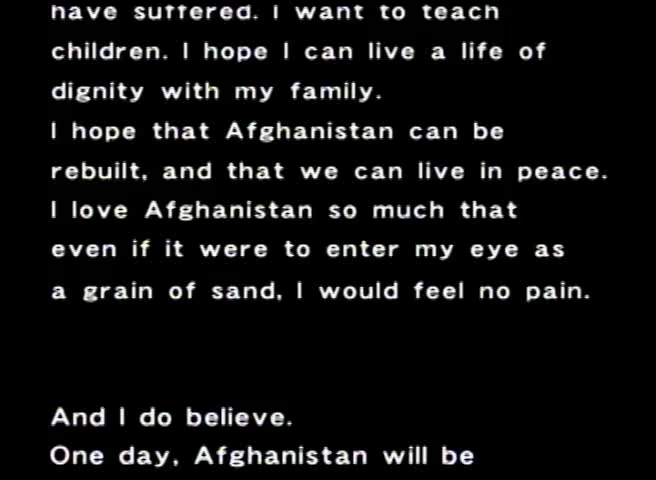 have suffered. I want to teach
children. I hope I can live a life of
dignity with my family.
I hope that Afghanistan can be
rebuilt, and that we can live in peace.
I love Afghanistan so much that
even if it were to enter my eye as
a grain of sand, I would feel no pain.
And I do believe.
One day, Afghanistan will be